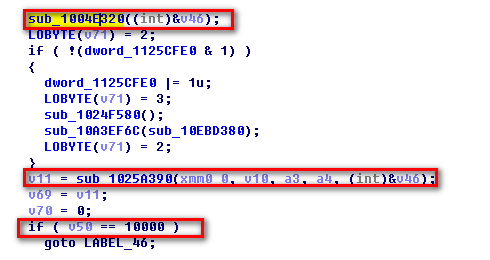 sub_1004E320((int)&v46);
LOBYTE(v71) = 2;
if ( !(dword_1125CFE0 & 1) )
{
dword_1125CFE0 |= 1u;
LOBYTE(v71) = 3;
sub_1024F580();
sub_10A3EF6C(sub_10EBD380);
LOBYTE(v71) = 2;
}
v11 = sub_1025A390(xmm0_0, v10, a3, a4, (int)&v46);
v69 = v11;
v70 = 0;
if ( v50 == 10000 )
goto LABEL_46;